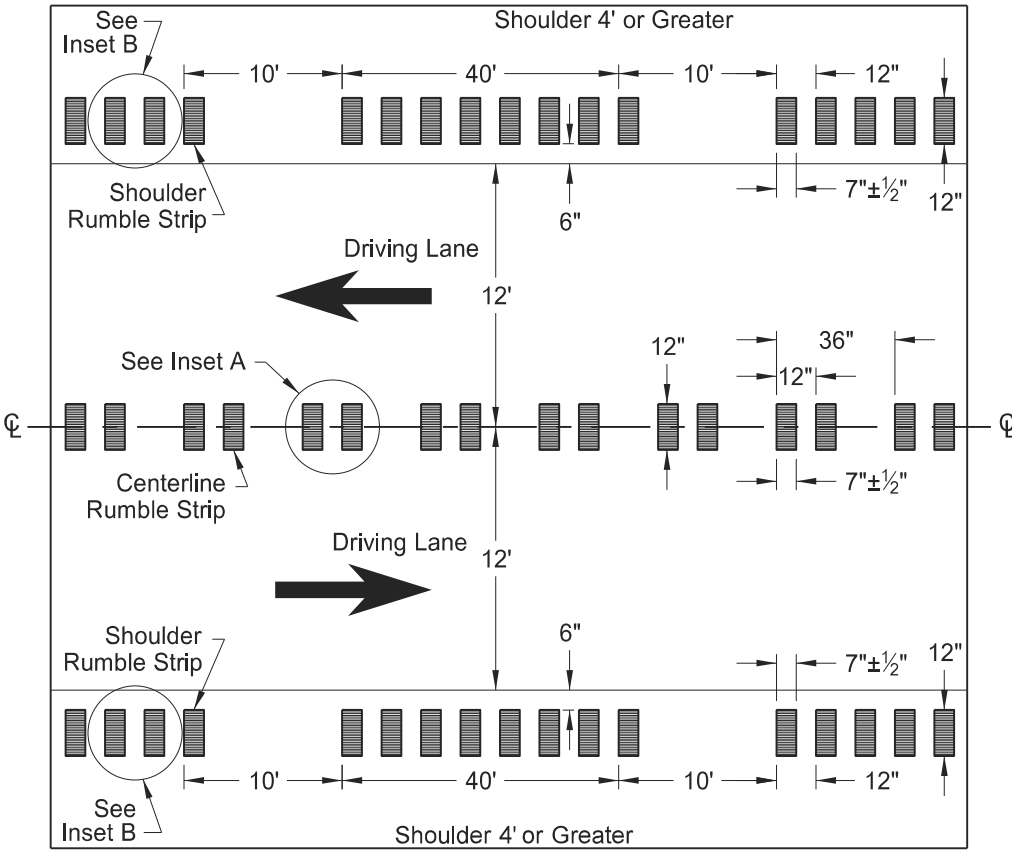 Shoulder 4' or Greater
See
Inset B
10'
40'
10'
12"
Shoulder
Rumble Strip
6"
7"±½"
12"
Driving Lane
12'
See Inset A
12"
36"
12"
℄
℄
Centerline
Rumble Strip
7"±½"
Driving Lane
12'
Shoulder
Rumble Strip
6"
7"±½"
12"
10'
40'
10'
12"
See
Inset B
Shoulder 4' or Greater